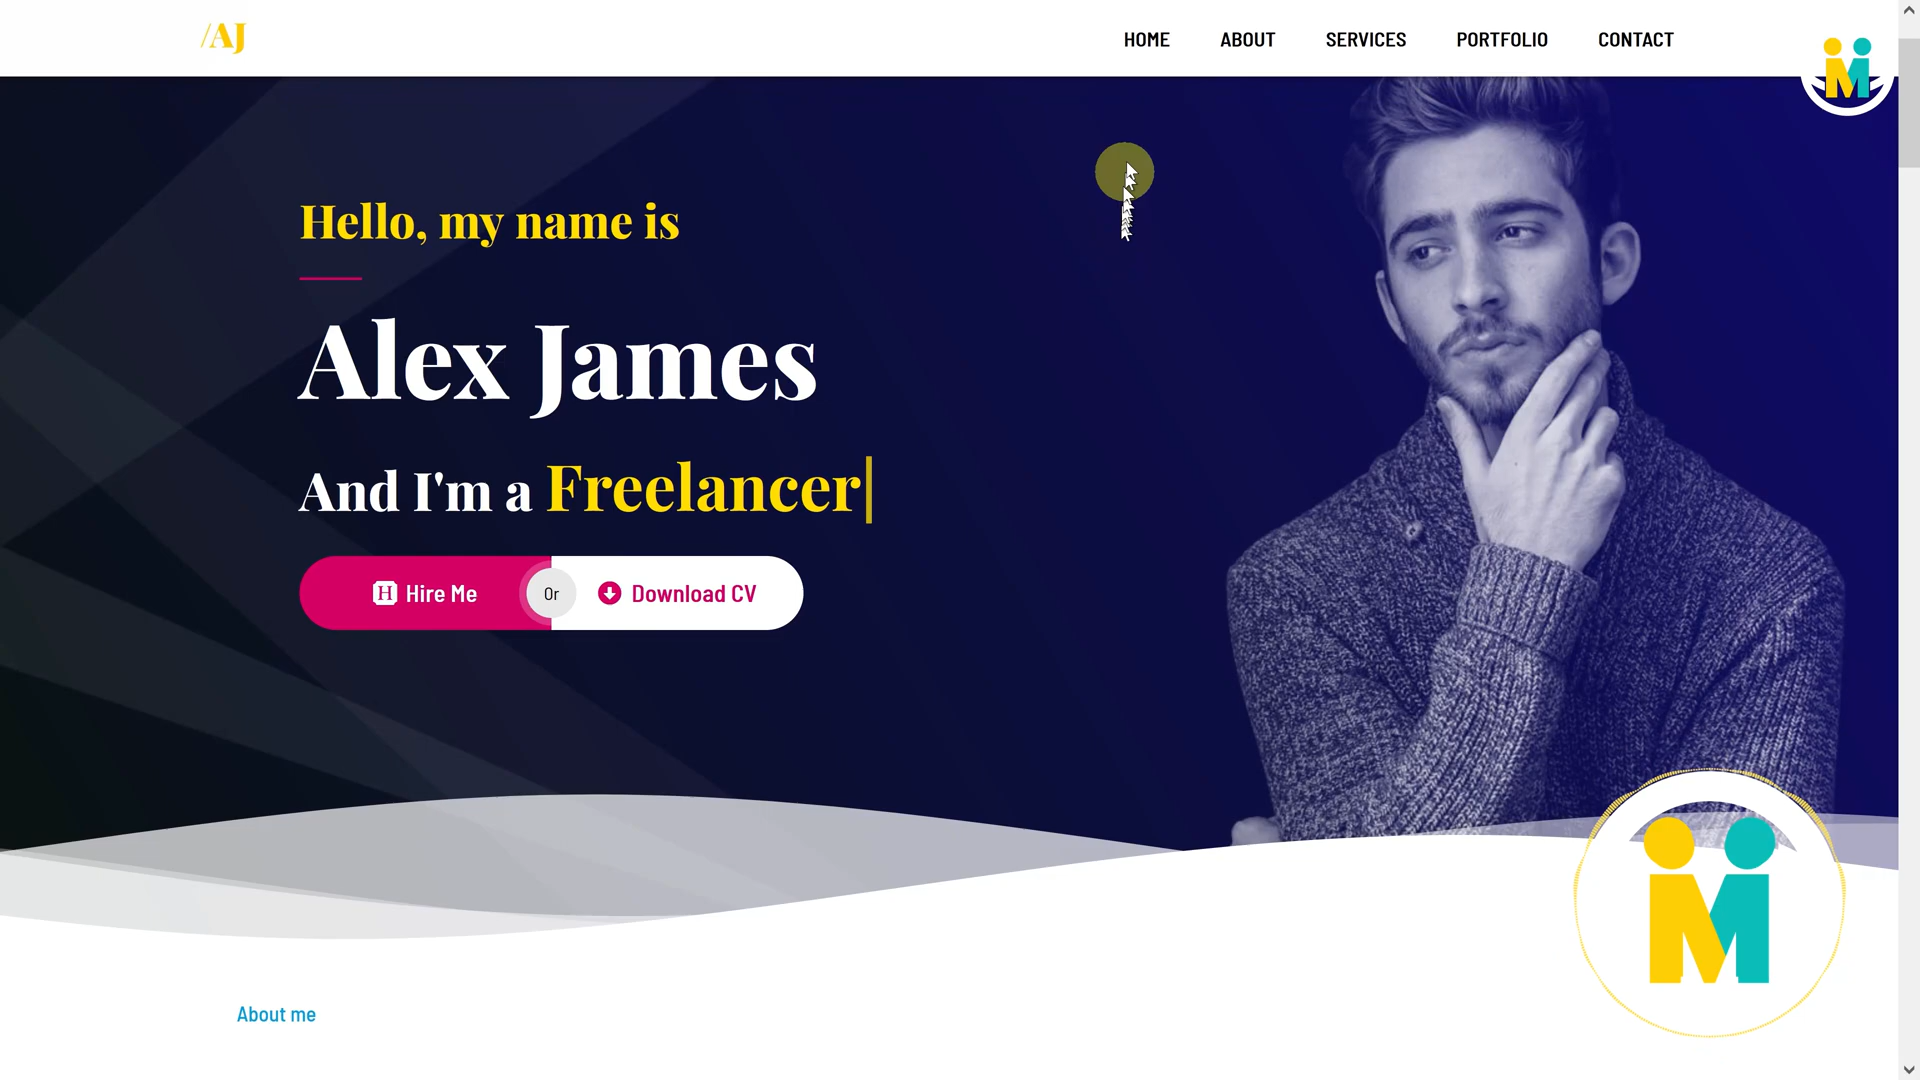 /AJ
HOME
ABOUT
SERVICES
PORTFOLIO
CONTACT
M
Hello, my name is
Alex James
And I'm a Freelancer
H Hire Me
Or
Download CV
M
About me